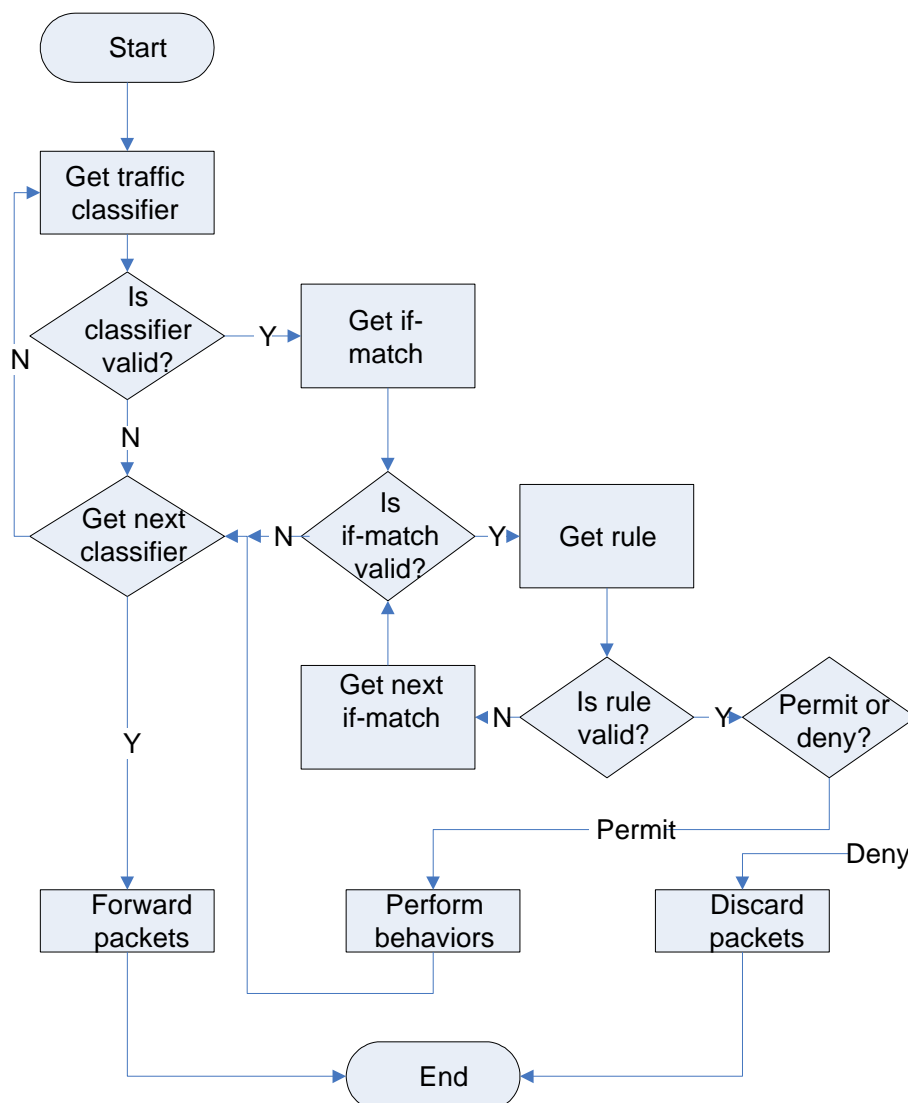 Start
Get traffic
classifier
Is
classifier
valid?
Y
Get if-
match
N
N
Get next
classifier
N
Is
if-match
valid?
Y
Get rule
Get next
if-match
N
Is rule
valid?
Y
Permit or
deny?
Y
Permit
Deny
Forward
packets
Perform
behaviors
Discard
packets
End